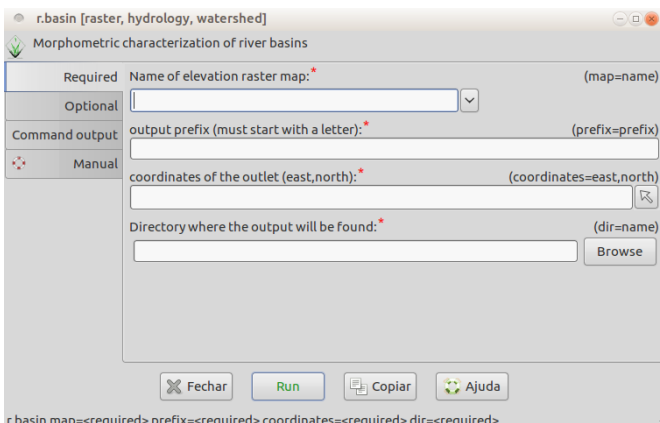 r.basin [raster, hydrology, watershed]
Morphometric characterization of river basins
Required
Optional
Command output
Manual
Name of elevation raster map:* (map=name)
output prefix (must start with a letter):* (prefix=prefix)
coordinates of the outlet (east,north):* (coordinates=east,north)
Directory where the output will be found:* (dir=name)
Browse
Fechar Run Copiar Ajuda
r.basin map=<required> prefix=<required> coordinates=<required> dir=<required>